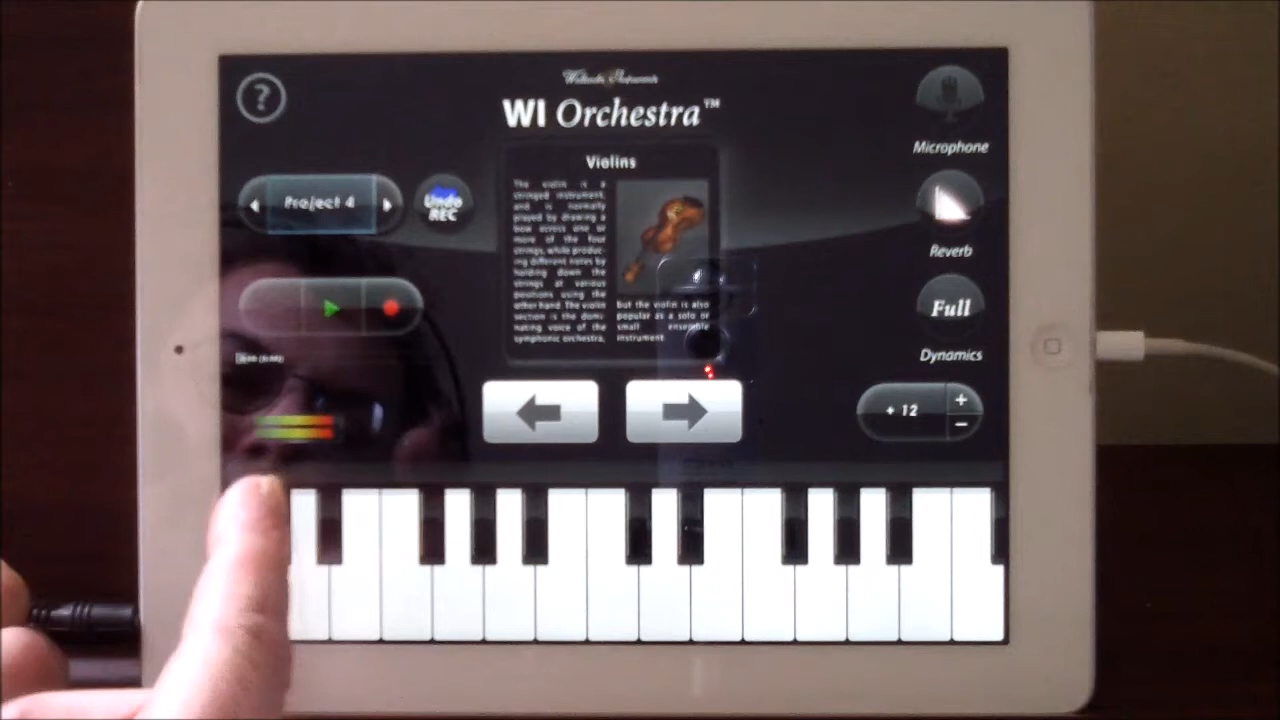 ?
Wallander Instruments
WI Orchestra™
Microphone
Violins
Project 4
Undo
REC
The violin is a
stringed instrument,
and is normally
played by drawing a
bow across one or
more of the four
strings, while produc-
ing different notes by
holding down the
strings at various
positions using the
other hand. The violin
section is the domi-
nating voice of the
symphonic orchestra,
but the violin is also
popular as a solo or
small ensemble
instrument
Reverb
Full
Dynamics
+ 12
+
−